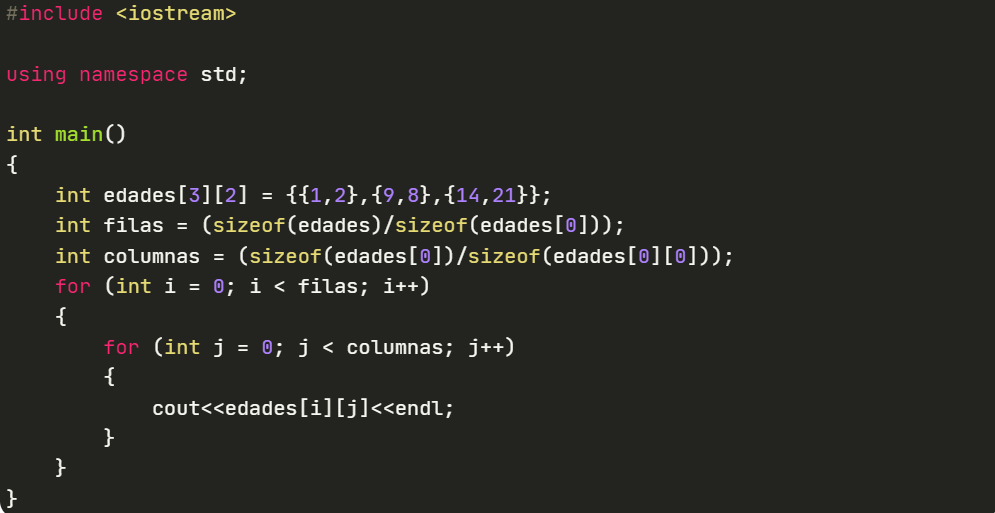 #include <iostream>
using namespace std;
int main()
{
    int edades[3][2] = {{1,2},{9,8},{14,21}};
    int filas = (sizeof(edades)/sizeof(edades[0]));
    int columnas = (sizeof(edades[0])/sizeof(edades[0][0]));
    for (int i = 0; i < filas; i++)
    {
        for (int j = 0; j < columnas; j++)
        {
            cout<<edades[i][j]<<endl;
        }
    }
}